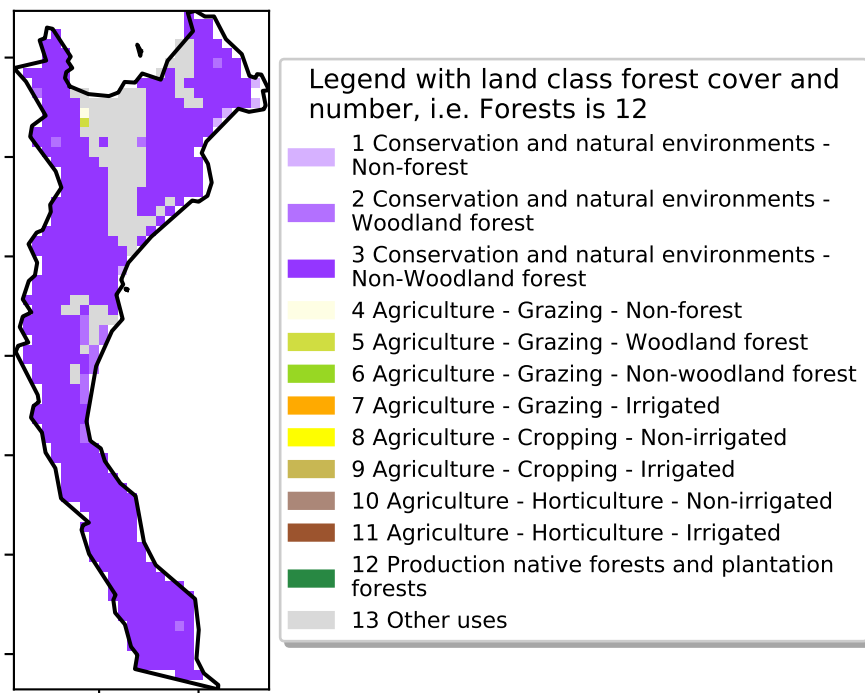 Legend with land class forest cover and
number, i.e. Forests is 12
1 Conservation and natural environments -
Non-forest
2 Conservation and natural environments -
Woodland forest
3 Conservation and natural environments -
Non-Woodland forest
4 Agriculture - Grazing - Non-forest
5 Agriculture - Grazing - Woodland forest
6 Agriculture - Grazing - Non-woodland forest
7 Agriculture - Grazing - Irrigated
8 Agriculture - Cropping - Non-irrigated
9 Agriculture - Cropping - Irrigated
10 Agriculture - Horticulture - Non-irrigated
11 Agriculture - Horticulture - Irrigated
12 Production native forests and plantation
forests
13 Other uses